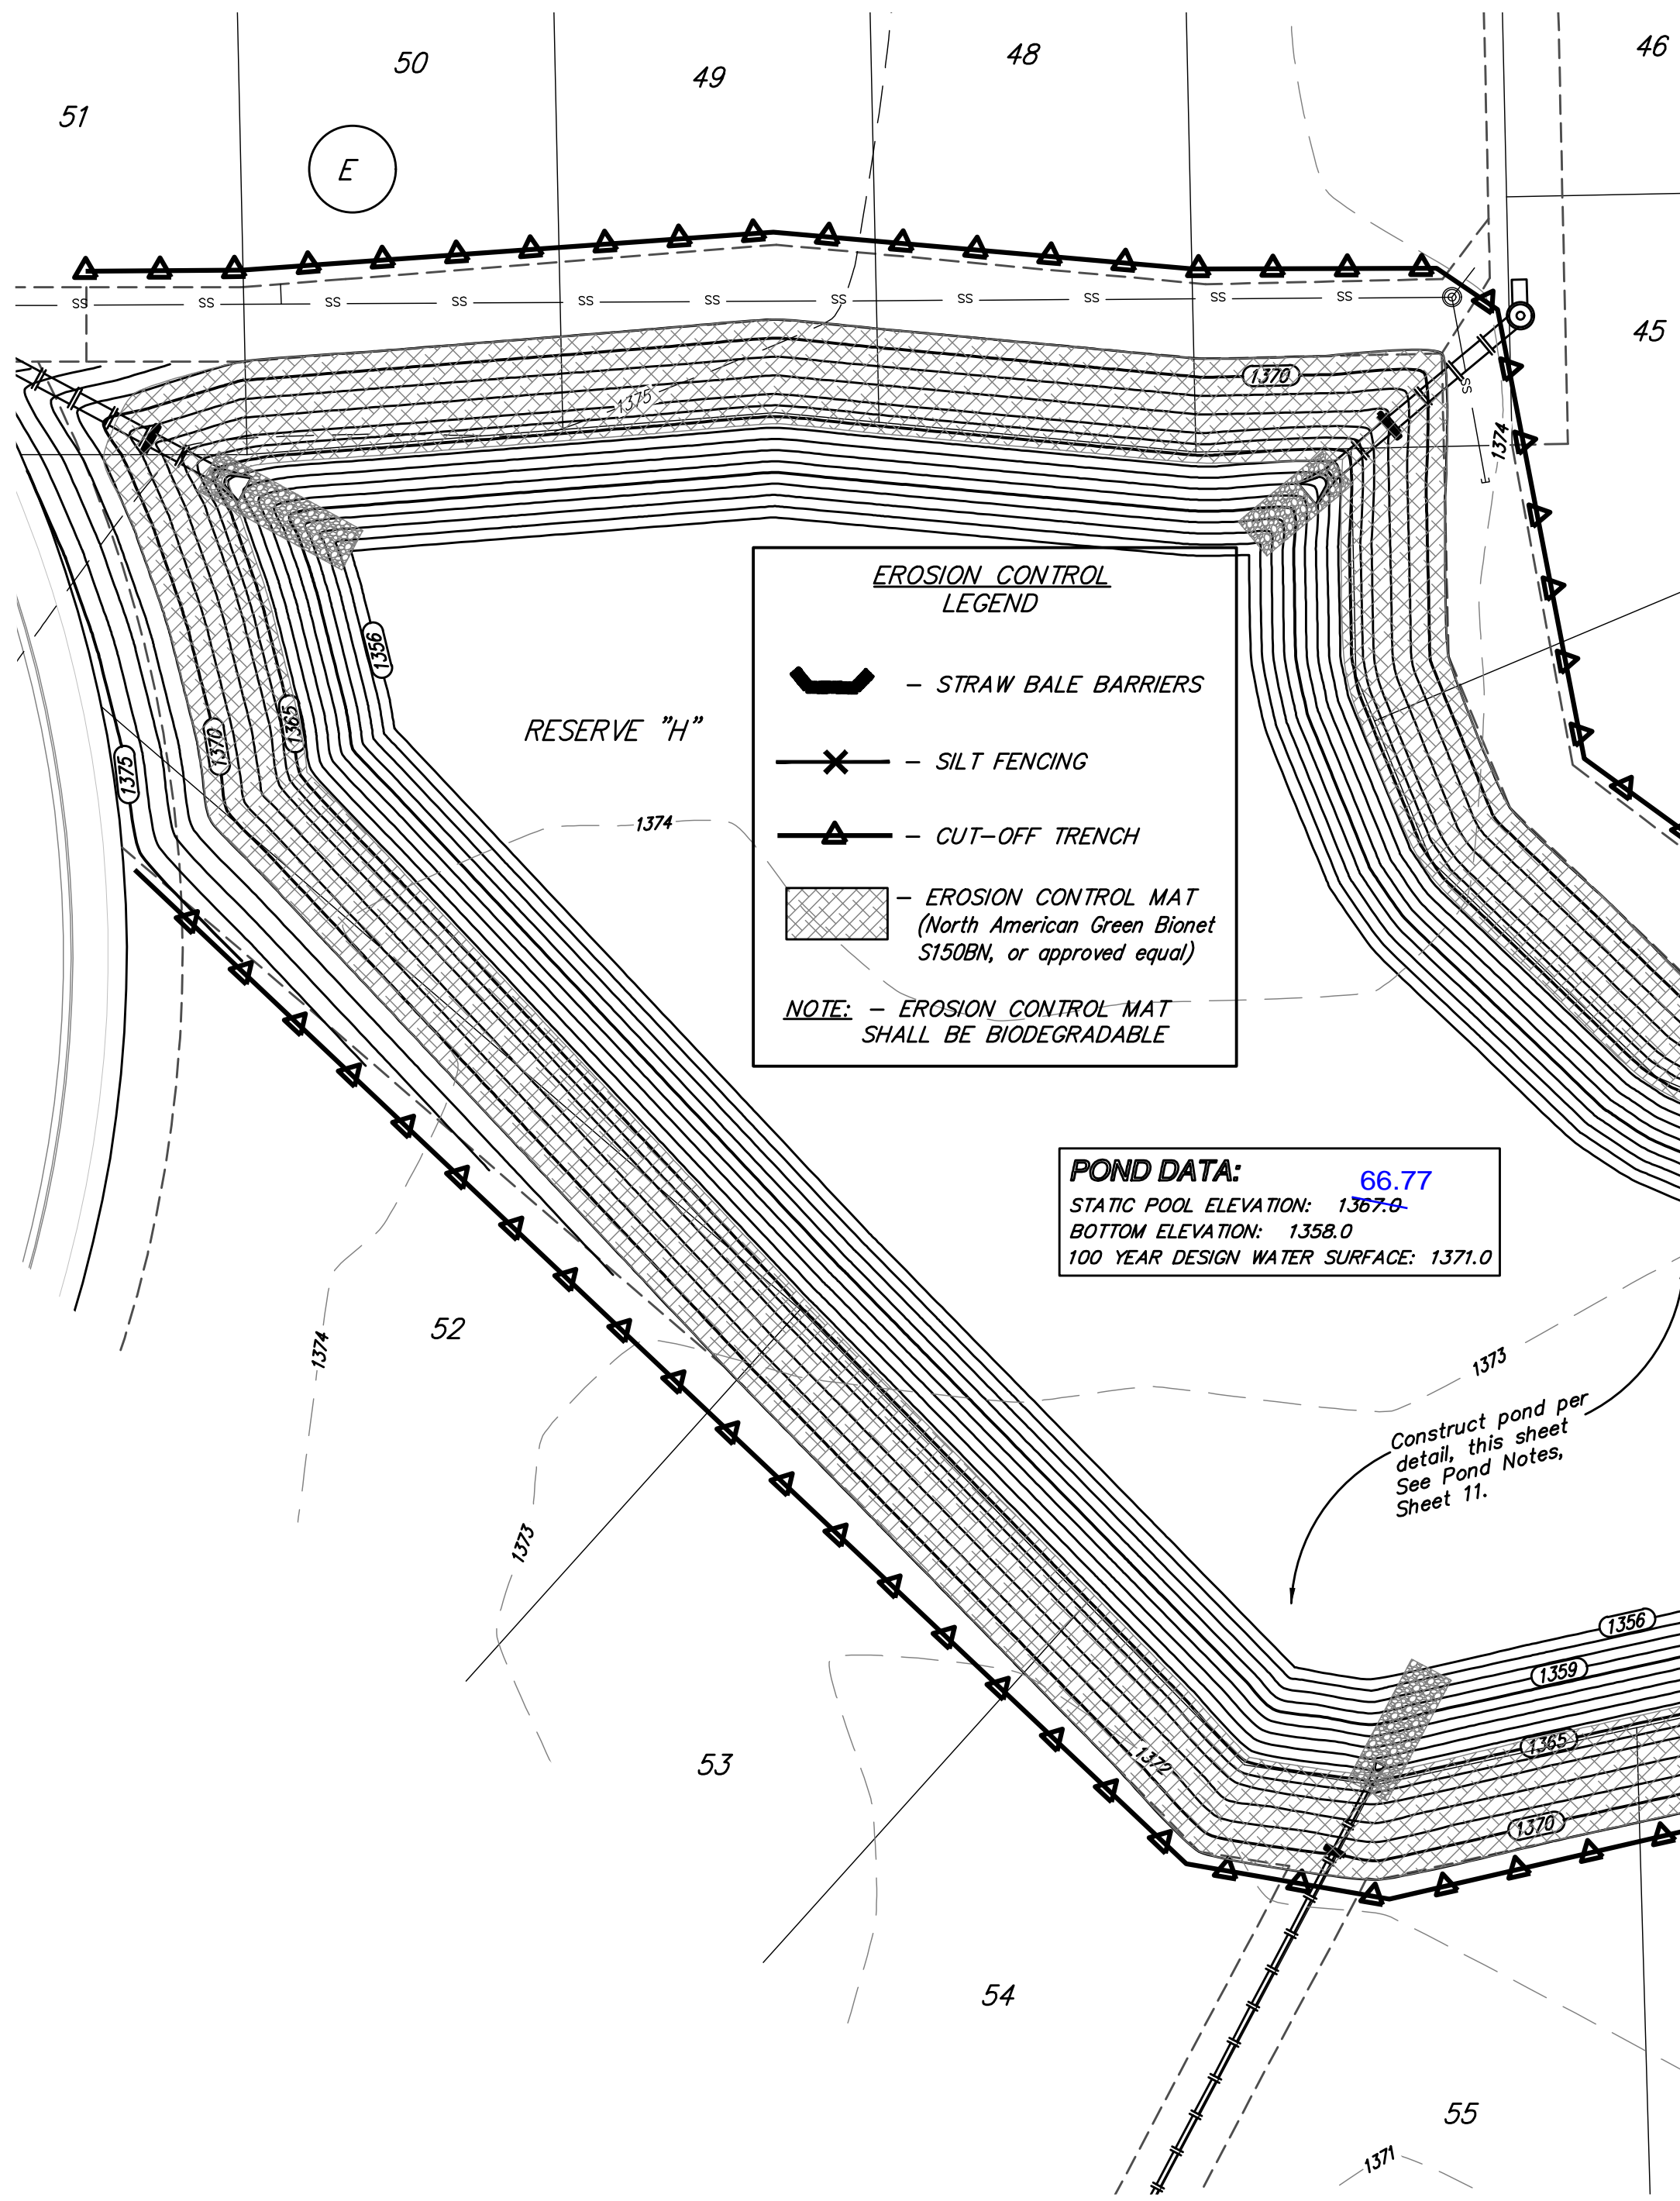 50
49
48
46
51
E
45
SS SS SS SS SS SS SS SS SS SS SS
SS
1370
1375
1374
1356
1365
1370
1375
RESERVE "H"
1374
EROSION CONTROL
LEGEND
- STRAW BALE BARRIERS
- SILT FENCING
- CUT-OFF TRENCH
- EROSION CONTROL MAT
(North American Green Bionet
S150BN, or approved equal)
NOTE: - EROSION CONTROL MAT
SHALL BE BIODEGRADABLE
POND DATA:
66.77
STATIC POOL ELEVATION: 1367.0
BOTTOM ELEVATION: 1358.0
100 YEAR DESIGN WATER SURFACE: 1371.0
52
1374
1373
1373
Construct pond per
detail, this sheet
See Pond Notes,
Sheet 11.
1356
1359
1365
1370
1372
53
54
55
1371